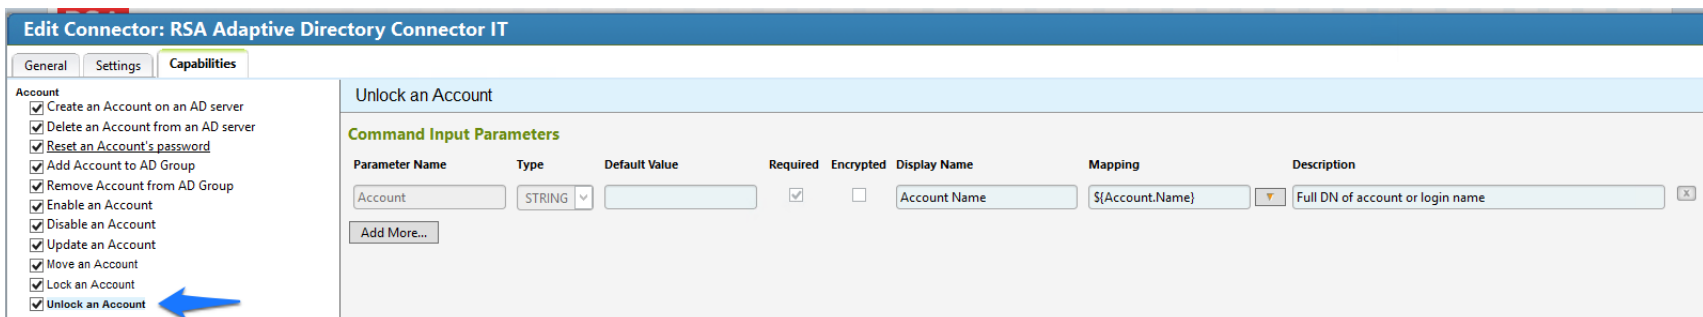 Edit Connector: RSA Adaptive Directory Connector IT
General Settings Capabilities
Account
Create an Account on an AD server
Delete an Account from an AD server
Reset an Account's password
Add Account to AD Group
Remove Account from AD Group
Enable an Account
Disable an Account
Update an Account
Move an Account
Lock an Account
Unlock an Account
Unlock an Account
Command Input Parameters
Parameter Name Type Default Value Required Encrypted Display Name Mapping Description
Account STRING Account Name ${Account.Name} Full DN of account or login name x
Add More...